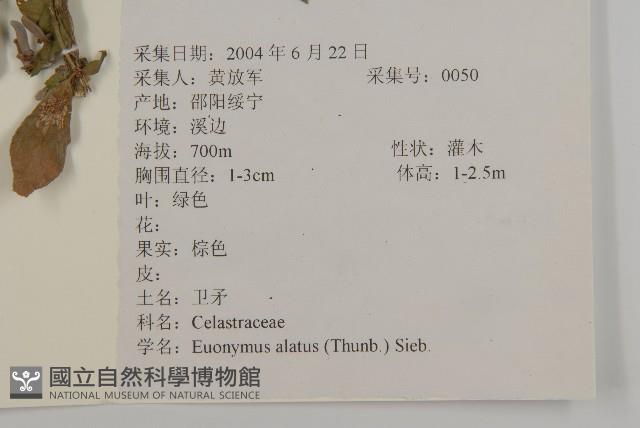 采集日期：2004 年 6 月 22 日
采集人：黄放军 采集号：0050
产地：邵阳绥宁
环境：溪边
海拔：700m 性状：灌木
胸围直径：1-3cm 体高：1-2.5m
叶：绿色
花：
果实：棕色
皮：
土名：卫矛
科名：Celastraceae
学名：Euonymus alatus (Thunb.) Sieb.
國立自然科學博物館
NATIONAL MUSEUM OF NATURAL SCIENCE